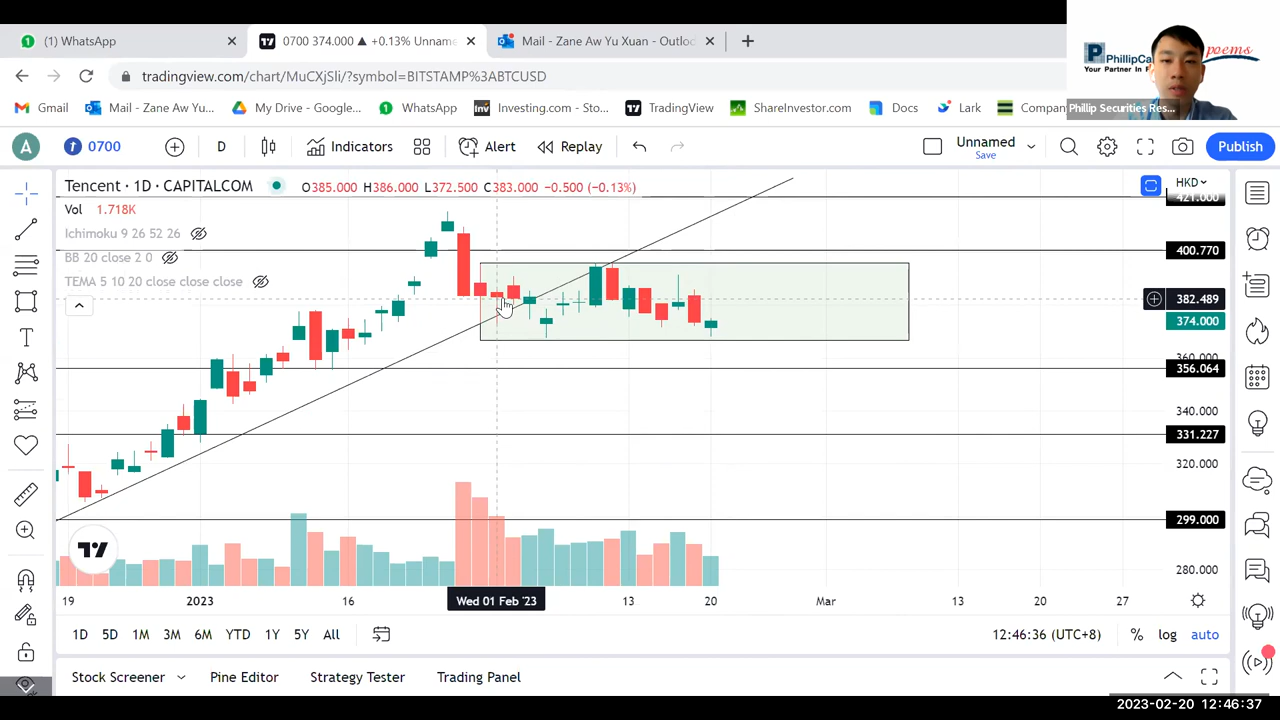 (1) WhatsApp
0700 374.000 ▲ +0.13% Unnam
Mail - Zane Aw Yu Xuan - Outloo
tradingview.com/chart/MuCXjSli/?symbol=BITSTAMP%3ABTCUSD
PhillipCa
Your Partner In F
poems
Phillip Securities Res...
Gmail
Mail - Zane Aw Yu...
My Drive - Google...
WhatsApp
Investing.com - Sto...
TradingView
ShareInvestor.com
Docs
Lark
Compan
A
0700
D
Indicators
Alert
Replay
Unnamed
Save
Publish
Tencent · 1D · CAPITALCOM
O385.000 H386.000 L372.500 C383.000 −0.500 (−0.13%)
HKD
Vol 1.718K
Ichimoku 9 26 52 26
BB 20 close 2 0
TEMA 5 10 20 close close close
421.000
400.770
382.489
374.000
360.000
356.064
340.000
331.227
320.000
299.000
280.000
19
2023
16
Wed 01 Feb '23
13
20
Mar
13
20
27
1D 5D 1M 3M 6M YTD 1Y 5Y All
12:46:36 (UTC+8)
% log auto
Stock Screener
Pine Editor
Strategy Tester
Trading Panel
2023-02-20 12:46:37